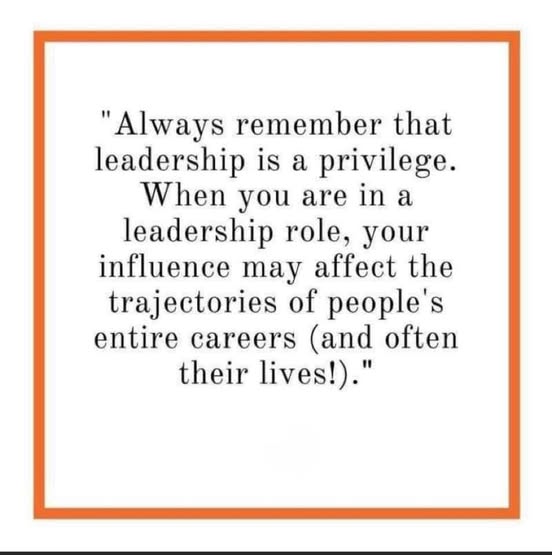 "Always remember that
leadership is a privilege.
When you are in a
leadership role, your
influence may affect the
trajectories of people's
entire careers (and often
their lives!)."